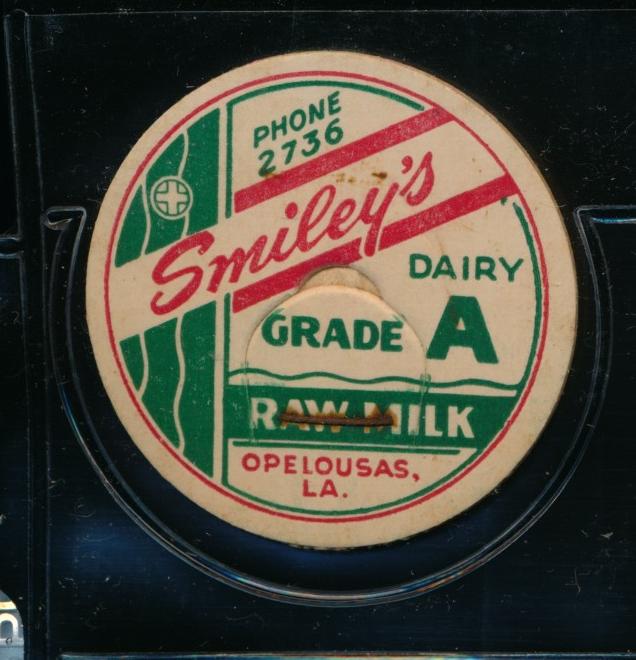 PHONE
2736
Smiley's
DAIRY
GRADE A
RAW MILK
OPELOUSAS,
LA.